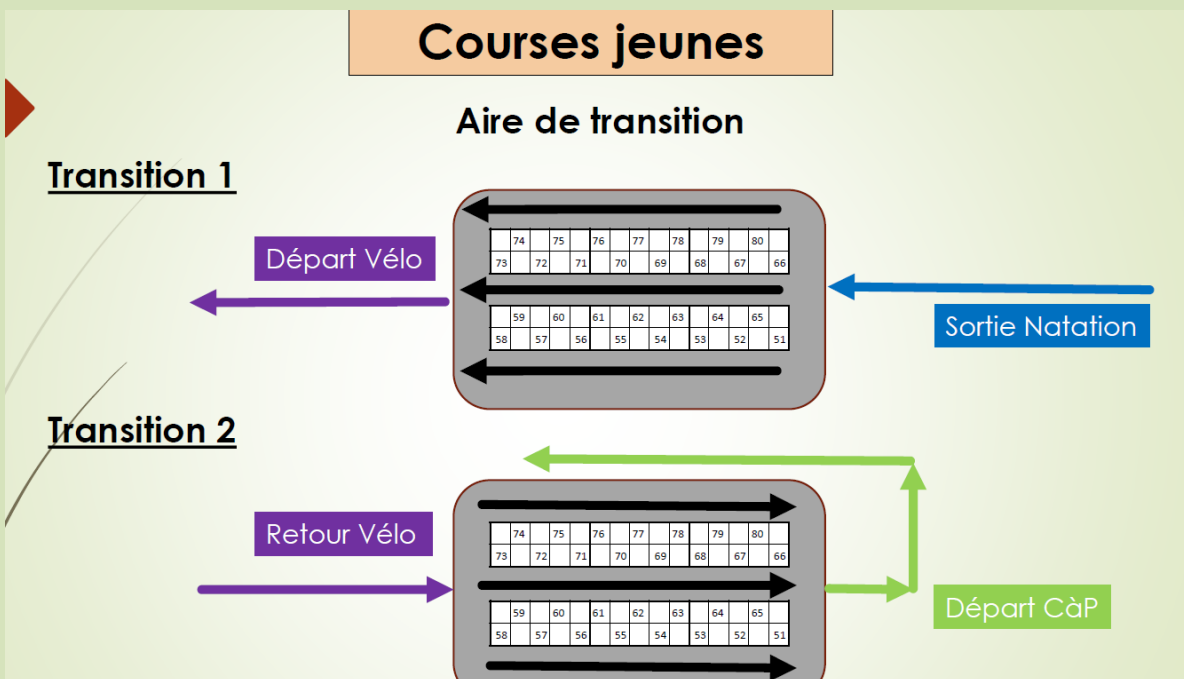 Courses jeunes
Aire de transition
Transition 1
74 75 76 77 78 79 80
Départ Vélo
73 72 71 70 69 68 67 66
59 60 61 62 63 64 65
Sortie Natation
58 57 56 55 54 53 52 51
Transition 2
74 75 76 77 78 79 80
Retour Vélo
73 72 71 70 69 68 67 66
59 60 61 62 63 64 65
Départ CàP
58 57 56 55 54 53 52 51